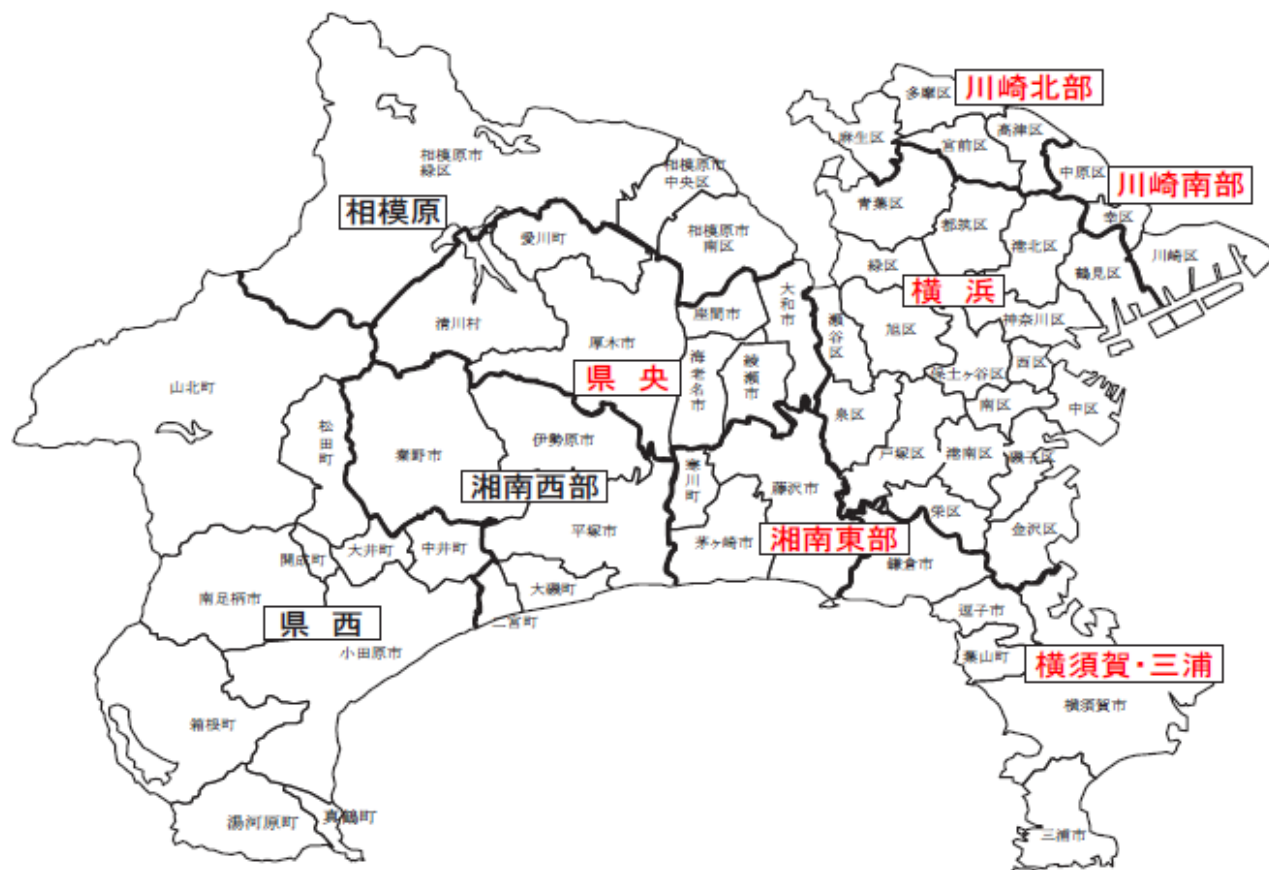 川崎北部
多摩区
高津区
麻生区
宮前区
中原区
川崎南部
相模原市
緑区
相模原市
中央区
相模原
青葉区
都筑区
幸区
港北区
川崎区
愛川町
相模原市
南区
緑区
鶴見区
横 浜
大和市
座間市
瀬谷区
旭区
神奈川区
清川村
厚木市
海老名市
綾瀬市
保土ヶ谷区
西区
県 央
山北町
松田町
泉区
南区
中区
秦野市
伊勢原市
戸塚区
港南区
磯子区
湘南西部
寒川町
藤沢市
栄区
金沢区
平塚市
茅ヶ崎市
湘南東部
開成町
大井町
中井町
鎌倉市
南足柄市
大磯町
二宮町
逗子市
県 西
小田原市
葉山町
横須賀・三浦
横須賀市
箱根町
湯河原町
真鶴町
三浦市